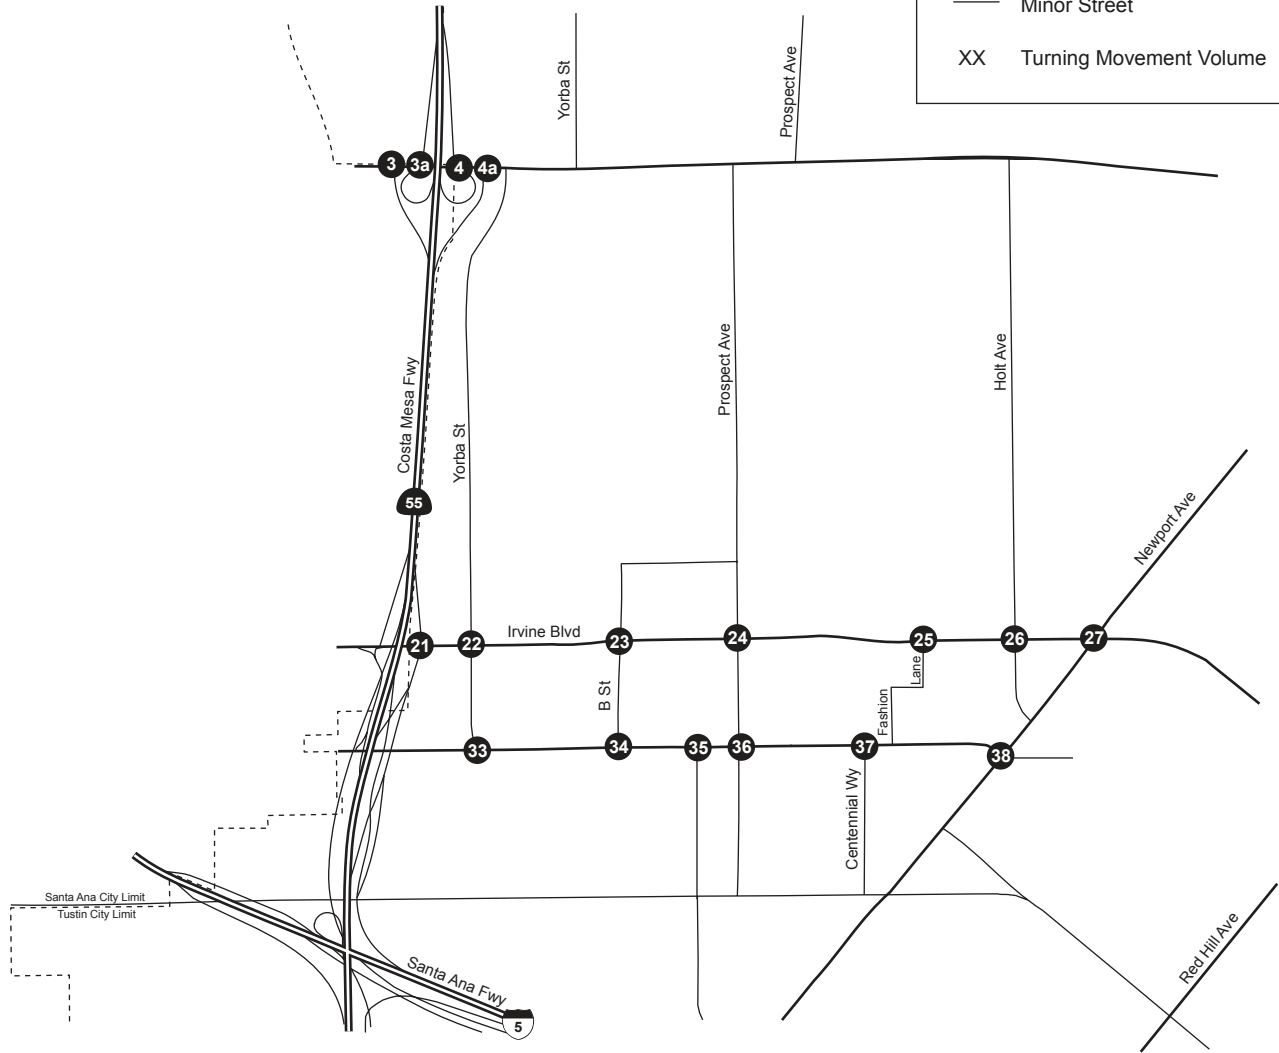 Minor Street
XX Turning Movement Volume
Yorba St
Prospect Ave
3
3a
4
4a
Costa Mesa Fwy
55
Yorba St
Prospect Ave
Holt Ave
Newport Ave
Irvine Blvd
21
22
23
24
25
26
27
B St
Lane
Fashion
33
34
35
36
37
38
Centennial Wy
Santa Ana City Limit
Tustin City Limit
Santa Ana Fwy
5
Red Hill Ave